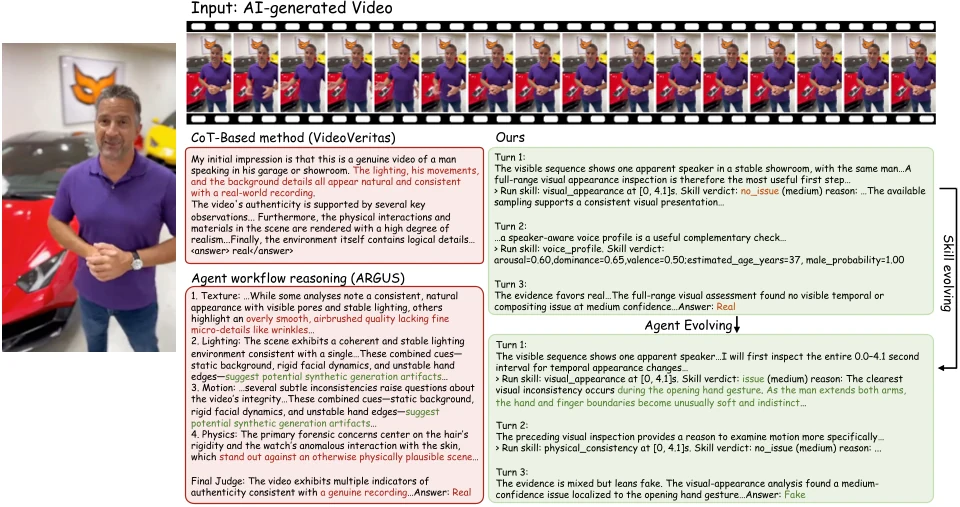 Input: AI-generated Video
CoT-Based method (VideoVeritas)
My initial impression is that this is a genuine video of a man
speaking in his garage or showroom. The lighting, his movements,
and the background details all appear natural and consistent
with a real-world recording.
The video's authenticity is supported by several key
observations... Furthermore, the physical interactions and
materials in the scene are rendered with a high degree of
realism...Finally, the environment itself contains logical details...
<answer> real</answer>
Agent workflow reasoning (ARGUS)
1. Texture: ...While some analyses note a consistent, natural
appearance with visible pores and stable lighting, others
highlight an overly smooth, airbrushed quality lacking fine
micro-details like wrinkles...
2. Lighting: The scene exhibits a coherent and stable lighting
environment consistent with a single...These combined cues—
static background, rigid facial dynamics, and unstable hand
edges—suggest potential synthetic generation artifacts...
3. Motion: ...several subtle inconsistencies raise questions about
the video's integrity...These combined cues—static background,
rigid facial dynamics, and unstable hand edges—suggest
potential synthetic generation artifacts...
4. Physics: The primary forensic concerns center on the hair's
rigidity and the watch's anomalous interaction with the skin,
which stand out against an otherwise physically plausible scene...
Final Judge: The video exhibits multiple indicators of
authenticity consistent with a genuine recording...Answer: Real
Ours
Turn 1:
The visible sequence shows one apparent speaker in a stable showroom, with the same man...A
full-range visual appearance inspection is therefore the most useful first step...
> Run skill: visual_appearance at [0, 4.1]s. Skill verdict: no_issue (medium) reason: ...The available
sampling supports a consistent visual presentation...
Turn 2:
...a speaker-aware voice profile is a useful complementary check...
> Run skill: voice_profile. Skill verdict:
arousal=0.60,dominance=0.65,valence=0.50;estimated_age_years=37, male_probability=1.00
Turn 3:
The evidence favors real...The full-range visual assessment found no visible temporal or
compositing issue at medium confidence...Answer: Real
Agent Evolving
Skill evolving
Turn 1:
The visible sequence shows one apparent speaker...I will first inspect the entire 0.0–4.1 second
interval for temporal appearance changes...
> Run skill: visual_appearance at [0, 4.1]s. Skill verdict: issue (medium) reason: The clearest
visual inconsistency occurs during the opening hand gesture. As the man extends both arms,
the hand and finger boundaries become unusually soft and indistinct...
Turn 2:
The preceding visual inspection provides a reason to examine motion more specifically...
> Run skill: physical_consistency at [0, 4.1]s. Skill verdict: no_issue (medium) reason: ...
Turn 3:
The evidence is mixed but leans fake. The visual-appearance analysis found a medium-
confidence issue localized to the opening hand gesture...Answer: Fake